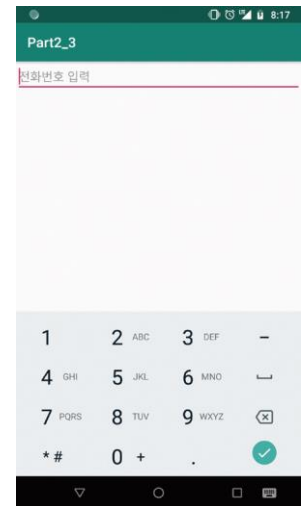 8:17
Part2_3
전화번호 입력
1 2 ABC 3 DEF -
4 GHI 5 JKL 6 MNO
7 PQRS 8 TUV 9 WXYZ
* # 0 + .